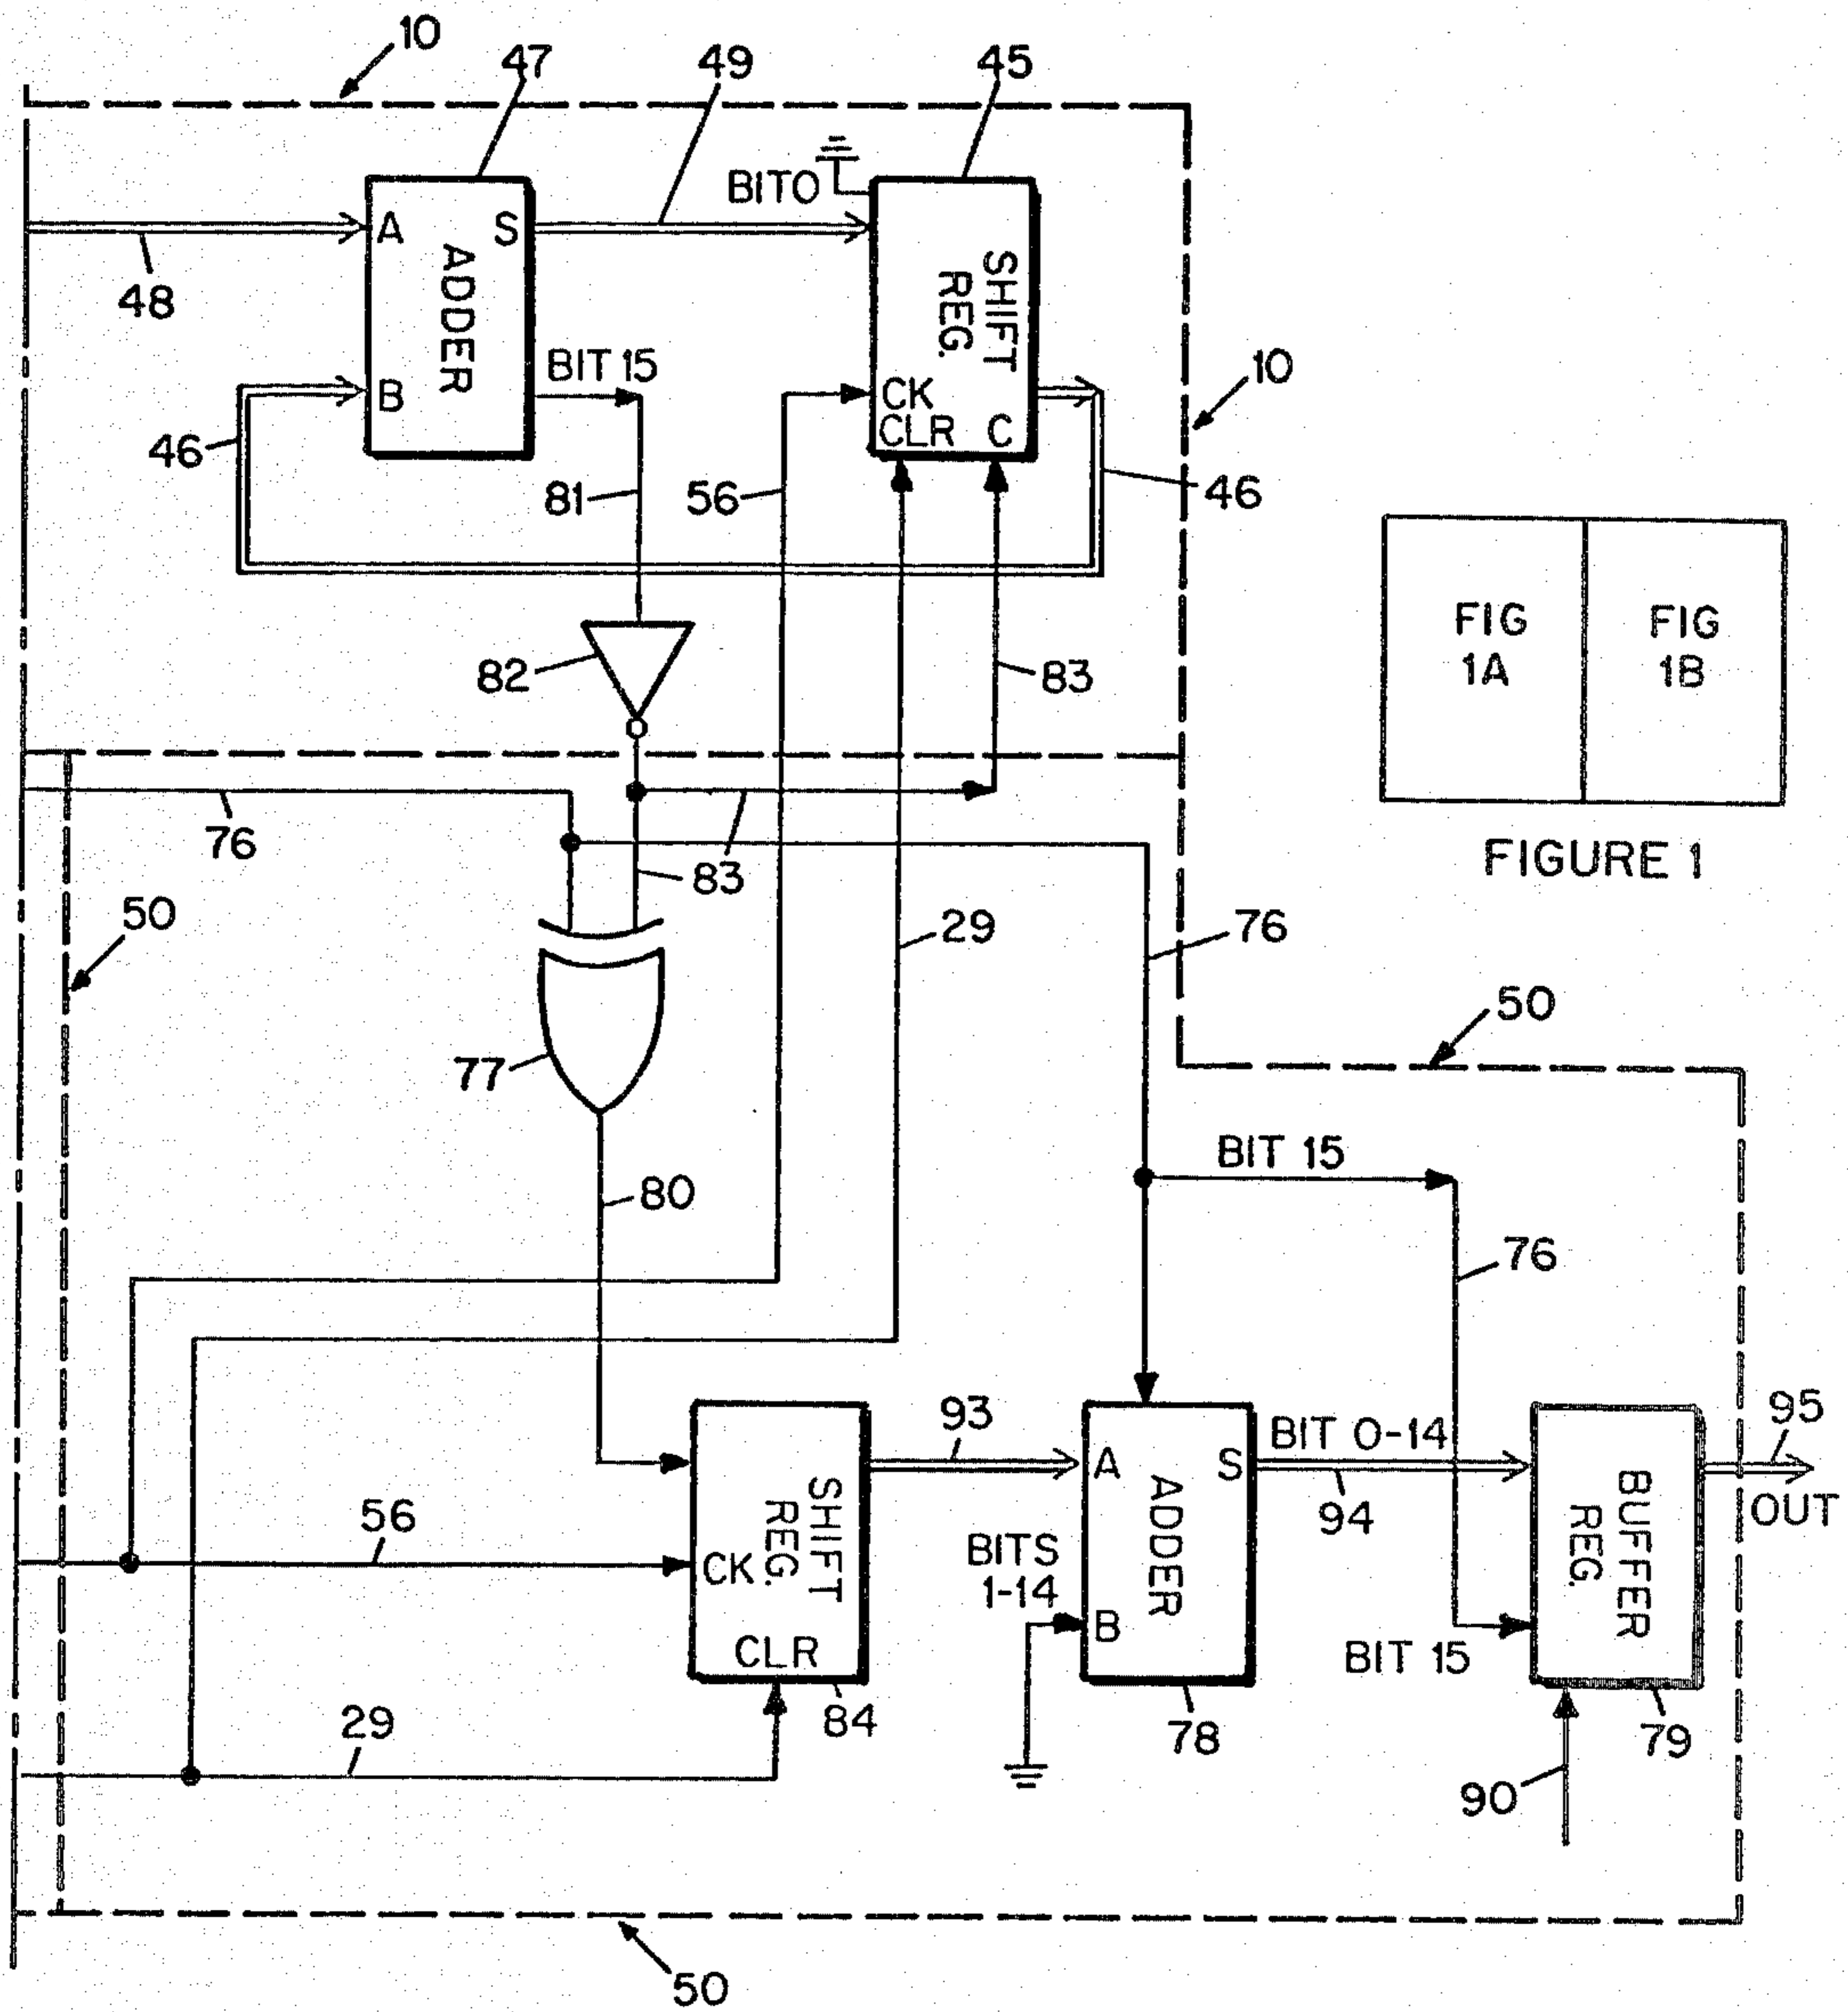 10
47
49
45
BIT0
A
S
ADDER
SHIFT
REG.
48
BIT 15
B
CK
CLR
C
10
46
81
56
46
FIG
1A
FIG
1B
82
83
76
83
FIGURE 1
50
29
76
50
77
BIT 15
80
76
93
BIT 0-14
95
A
S
ADDER
SHIFT
REG.
BUFFER
REG.
OUT
56
94
CK
BITS
1-14
B
CLR
BIT 15
84
78
79
29
90
50